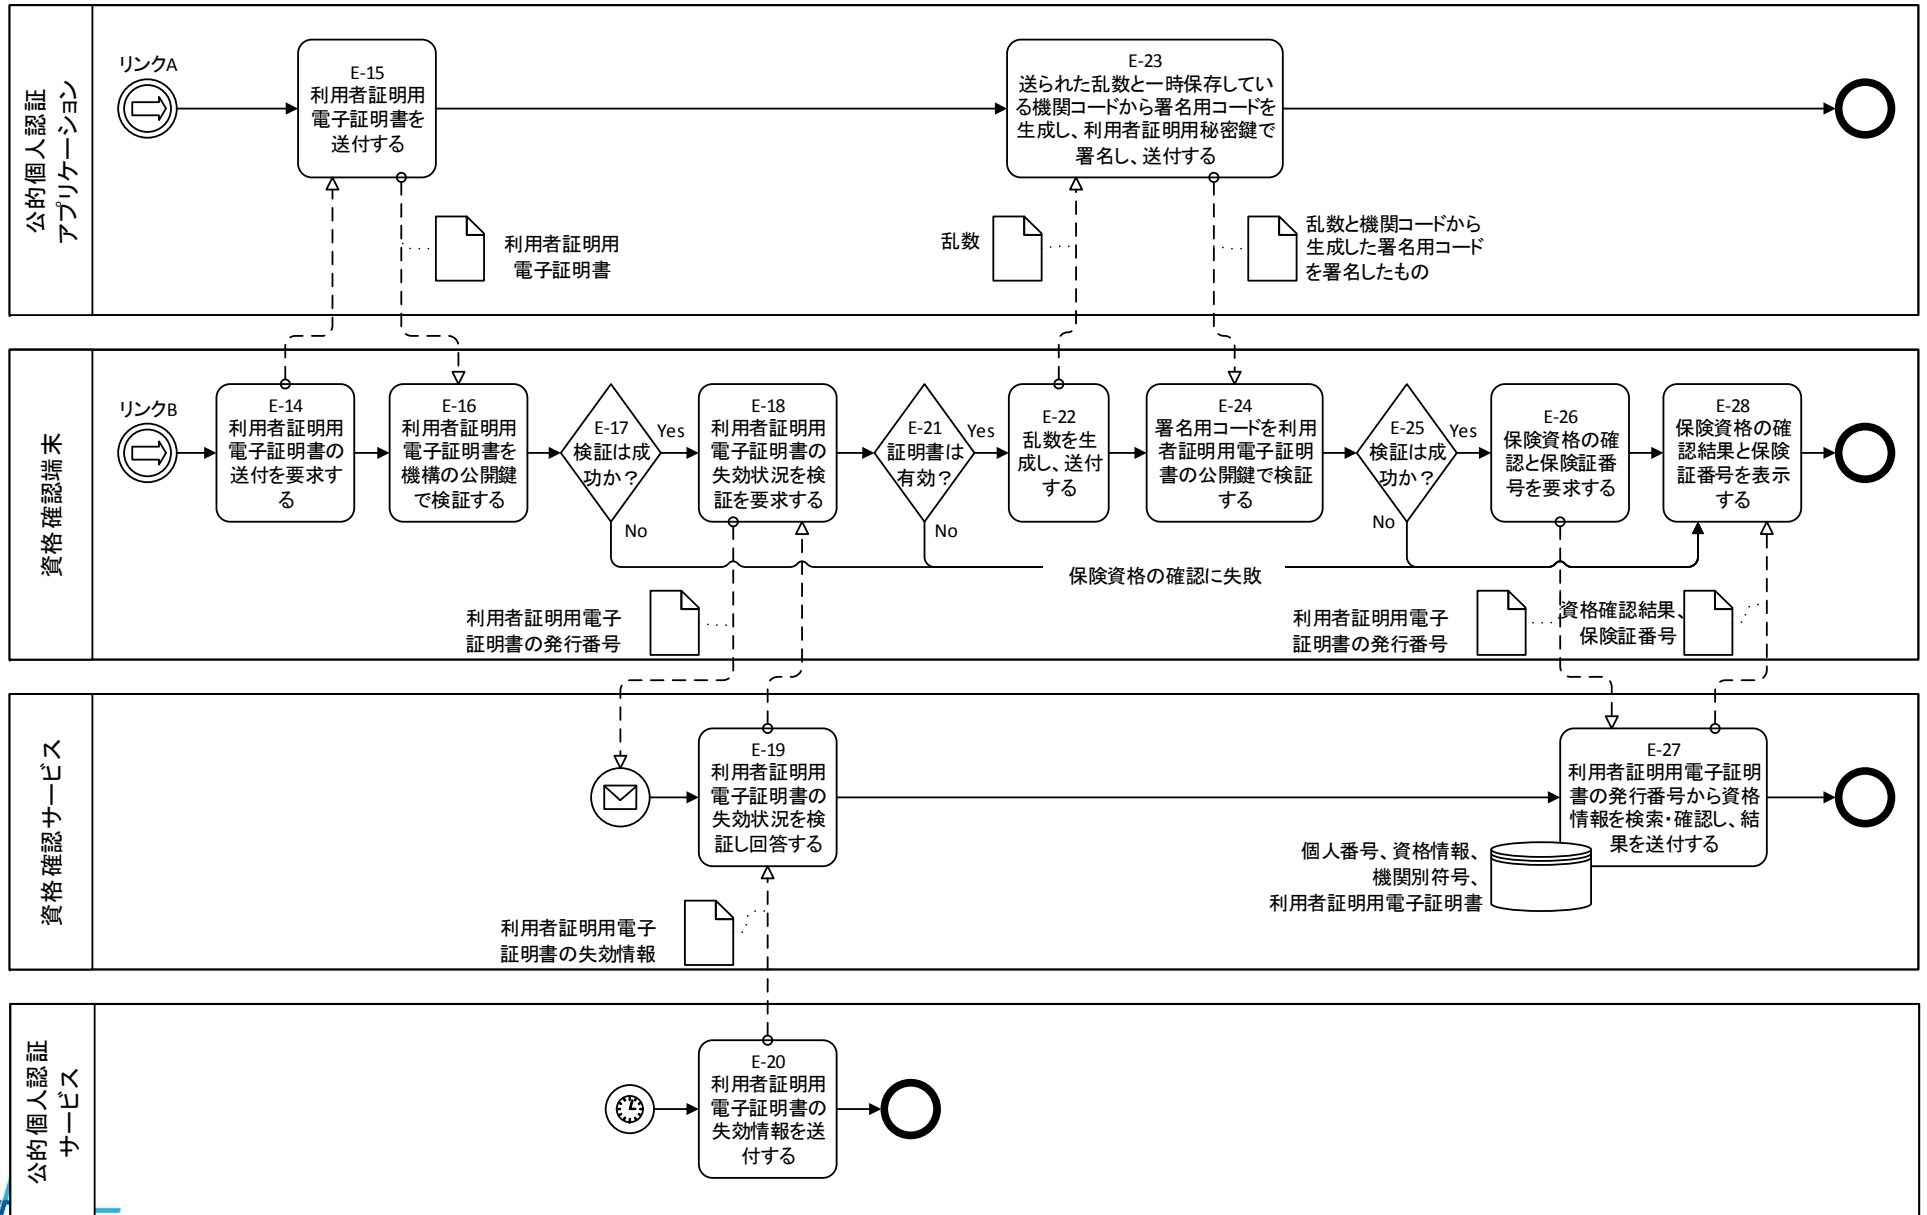 公的個人認証
アプリケーション
リンクA
E-15
利用者証明用
電子証明書を
送付する
E-23
送られた乱数と一時保存してい
る機関コードから署名用コードを
生成し、利用者証明用秘密鍵で
署名し、送付する
利用者証明用
電子証明書
乱数
乱数と機関コードから
生成した署名用コード
を署名したもの
資格確認端末
リンクB
E-14
利用者証明用
電子証明書の
送付を要求す
る
E-16
利用者証明用
電子証明書を
機構の公開鍵
で検証する
E-17
検証は成
功か?
Yes
No
E-18
利用者証明用
電子証明書の
失効状況を検
証を要求する
E-21
証明書は
有効?
Yes
No
E-22
乱数を生
成し、送付
する
E-24
署名用コードを利用
者証明用電子証明
書の公開鍵で検証
する
E-25
検証は成
功か?
Yes
No
E-26
保険資格の確
認と保険証番
号を要求する
E-28
保険資格の確
認結果と保険
証番号を表示
する
保険資格の確認に失敗
利用者証明用電子
証明書の発行番号
利用者証明用電子
証明書の発行番号
資格確認結果、
保険証番号
資格確認サービス
E-19
利用者証明用
電子証明書の
失効状況を検
証し回答する
E-27
利用者証明用電子証明
書の発行番号から資格
情報を検索・確認し、結
果を送付する
個人番号、資格情報、
機関別符号、
利用者証明用電子証明書
利用者証明用電子
証明書の失効情報
公的個人認証
サービス
E-20
利用者証明用
電子証明書の
失効情報を送
付する